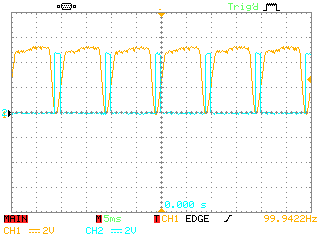 Trig'd
0.000 s
MAIN M 5ms T CH1 EDGE 99.9422Hz
CH1 2V CH2 2V